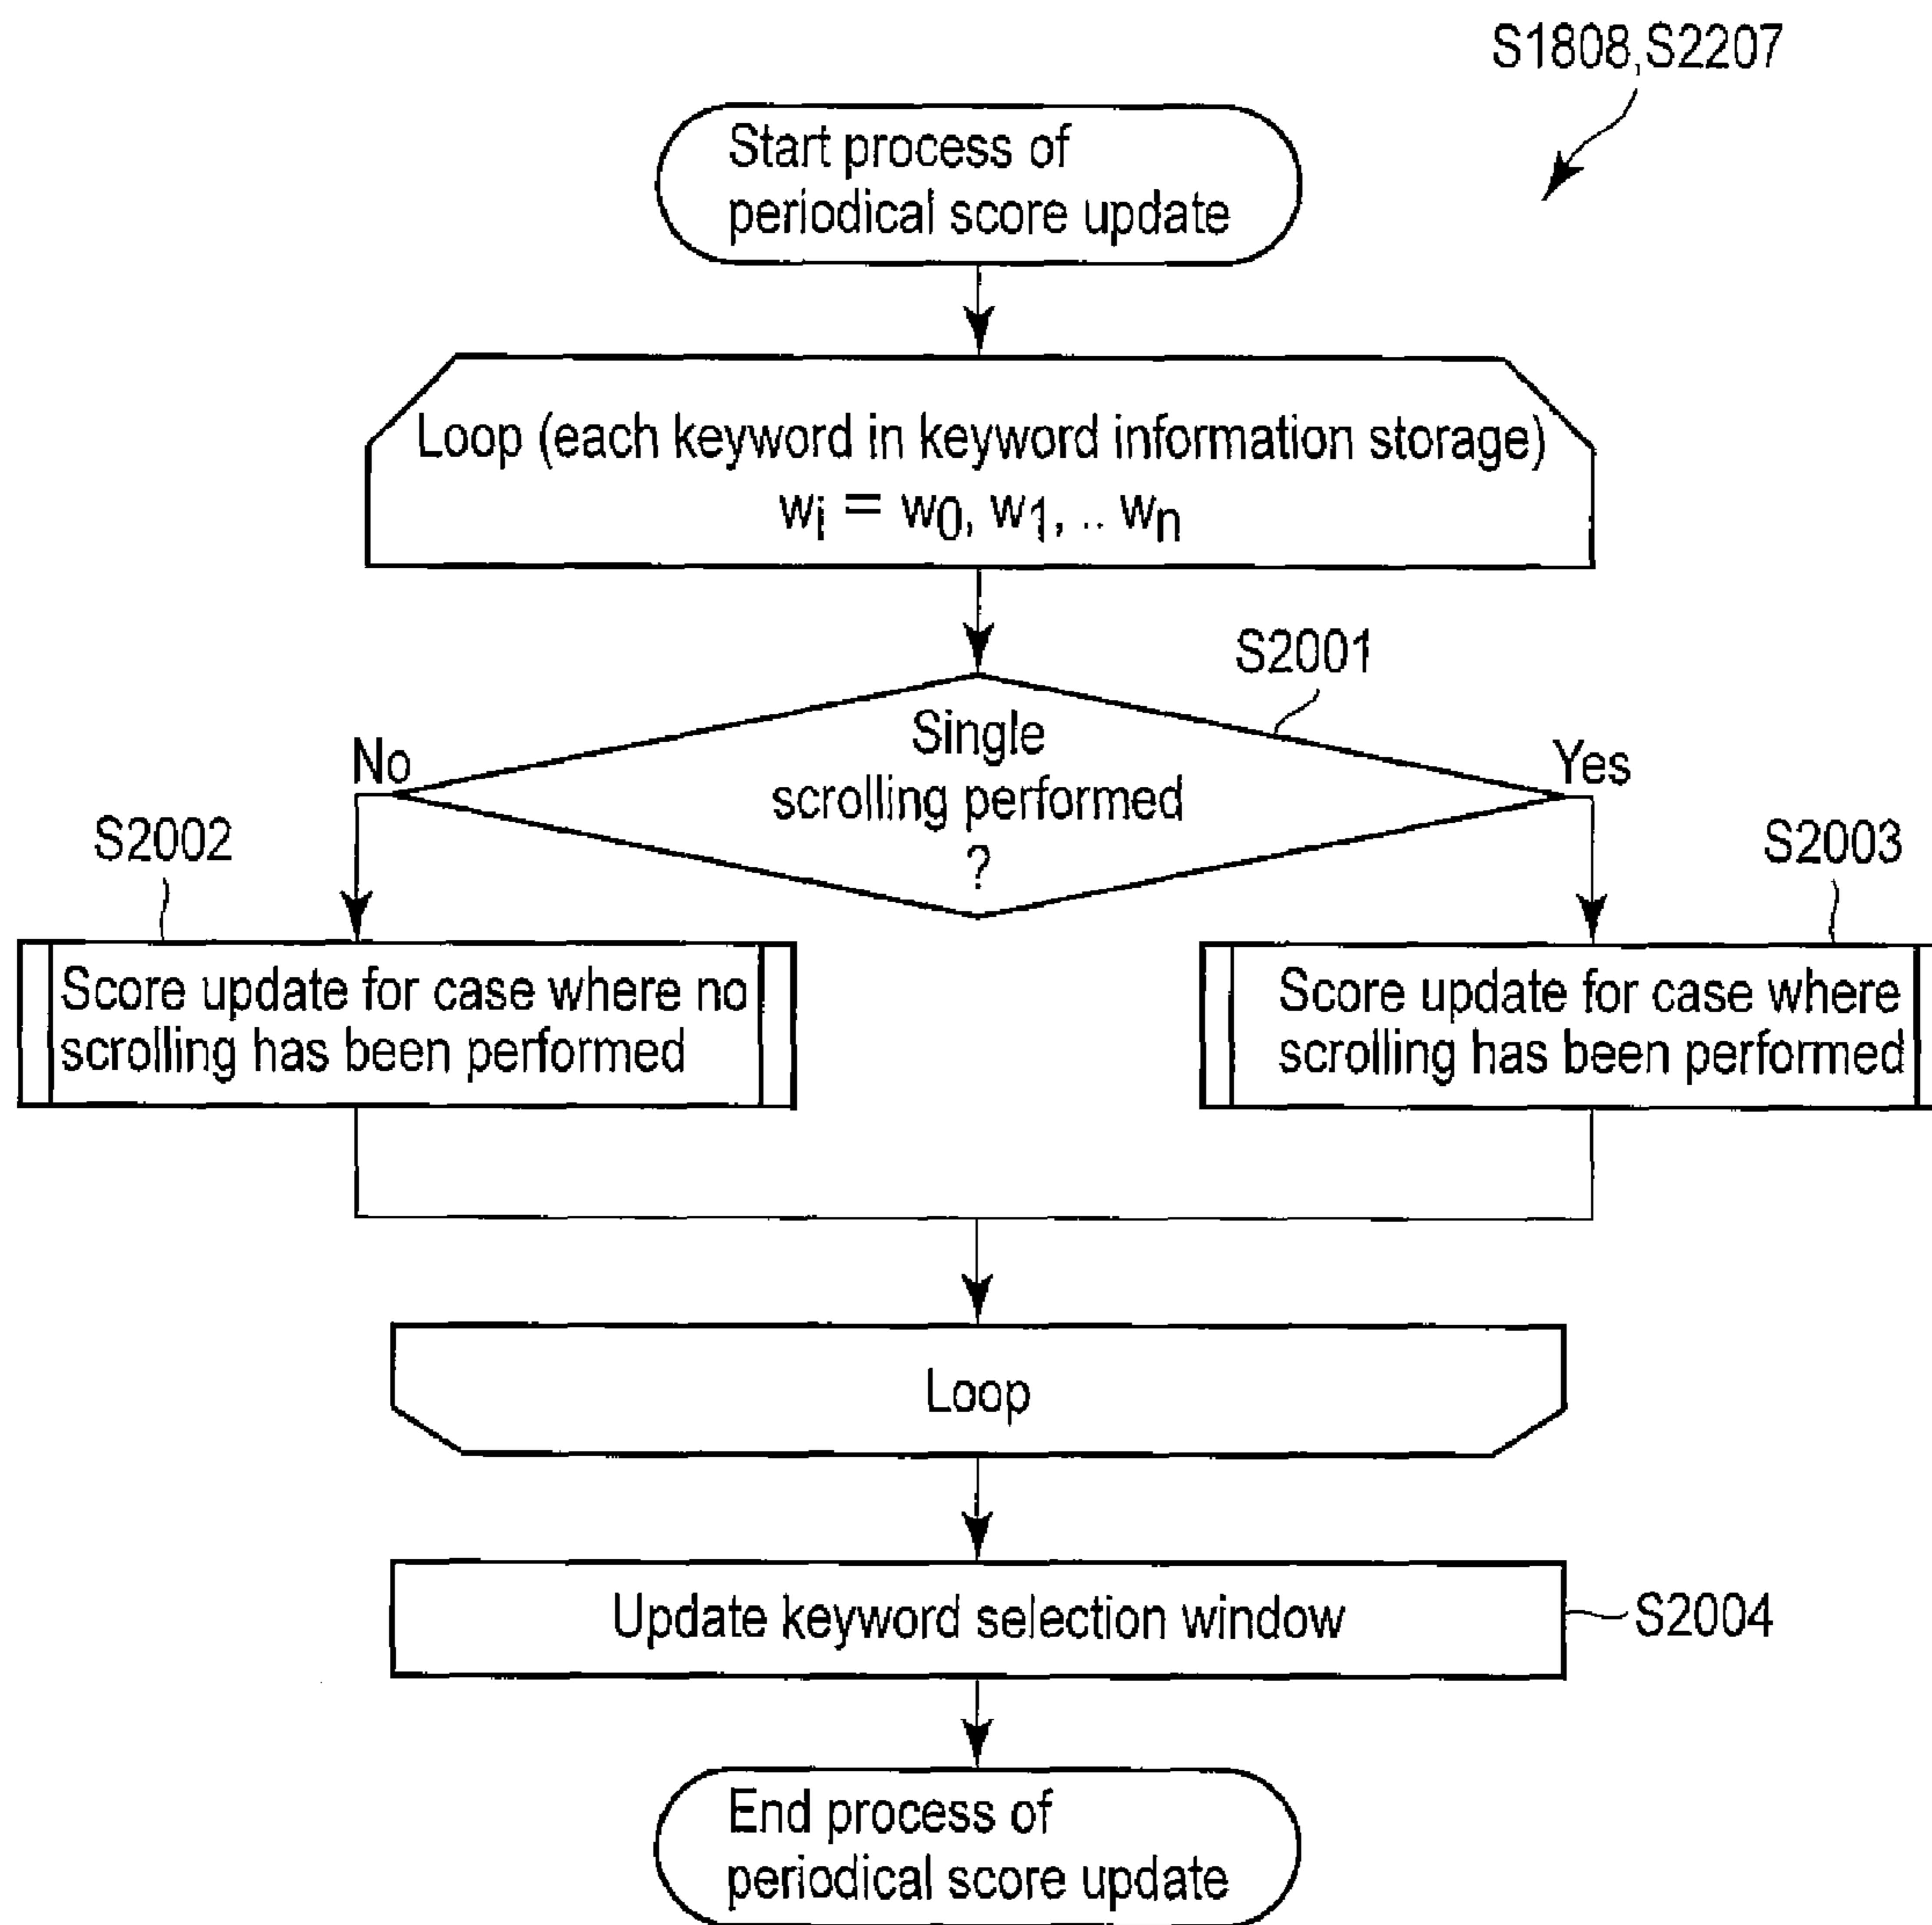 S1808,S2207
Start process of
periodical score update
Loop (each keyword in keyword information storage)
wi = w0, w1, .. wn
S2001
Single
scrolling performed
?
No
Yes
S2002
S2003
Score update for case where no
scrolling has been performed
Score update for case where
scrolling has been performed
Loop
Update keyword selection window
S2004
End process of
periodical score update